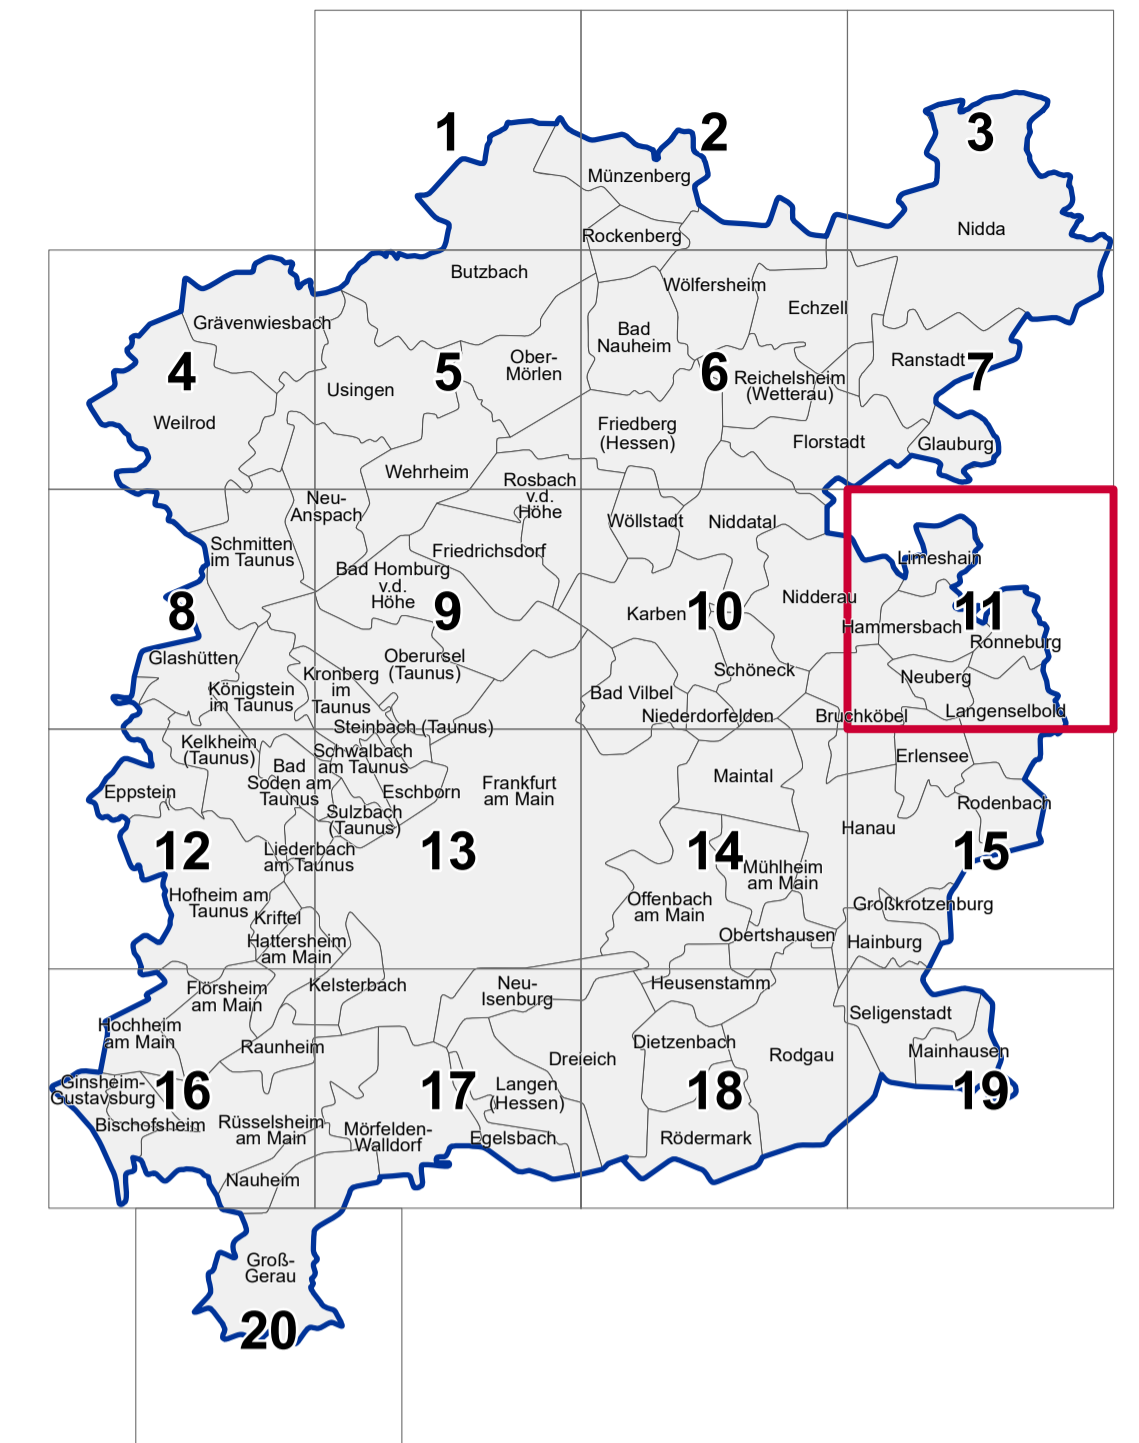 1
2
3
Münzenberg
Rockenberg
Nidda
Butzbach
Wölfersheim
Echzell
Grävenwiesbach
Bad
Nauheim
Ober-
Mörlen
4
5
6
7
Ranstadt
Usingen
Reichelsheim
(Wetterau)
Weilrod
Friedberg
(Hessen)
Florstadt
Glauburg
Wehrheim
Rosbach
v.d.
Höhe
Neu-
Anspach
Wöllstadt
Niddatal
Schmitten
im Taunus
Friedrichsdorf
Limeshain
Bad Homburg
v.d.
Höhe
8
9
10
11
Nidderau
Karben
Hammersbach
Ronneburg
Glashütten
Oberursel
(Taunus)
Kronberg
im
Taunus
Schöneck
Neuberg
Königstein
im Taunus
Bad Vilbel
Niederdorfelden
Bruchköbel
Langenselbold
Steinbach (Taunus)
Kelkheim
(Taunus)
Schwalbach
am Taunus
Erlensee
Bad
Soden am
Taunus
Maintal
Eppstein
Eschborn
Frankfurt
am Main
Rodenbach
Sulzbach
(Taunus)
Hanau
12
13
14
15
Liederbach
am Taunus
Mühlheim
am Main
Hofheim am
Taunus
Offenbach
am Main
Großkrotzenburg
Kriftel
Obertshausen
Hainburg
Hattersheim
am Main
Flörsheim
am Main
Kelsterbach
Neu-
Isenburg
Heusenstamm
Seligenstadt
Hochheim
am Main
Raunheim
Dreieich
Dietzenbach
Rodgau
Mainhausen
Ginsheim-
Gustavsburg
16
17
18
19
Langen
(Hessen)
Bischofsheim
Rüsselsheim
am Main
Mörfelden-
Walldorf
Egelsbach
Rödermark
Nauheim
Groß-
Gerau
20